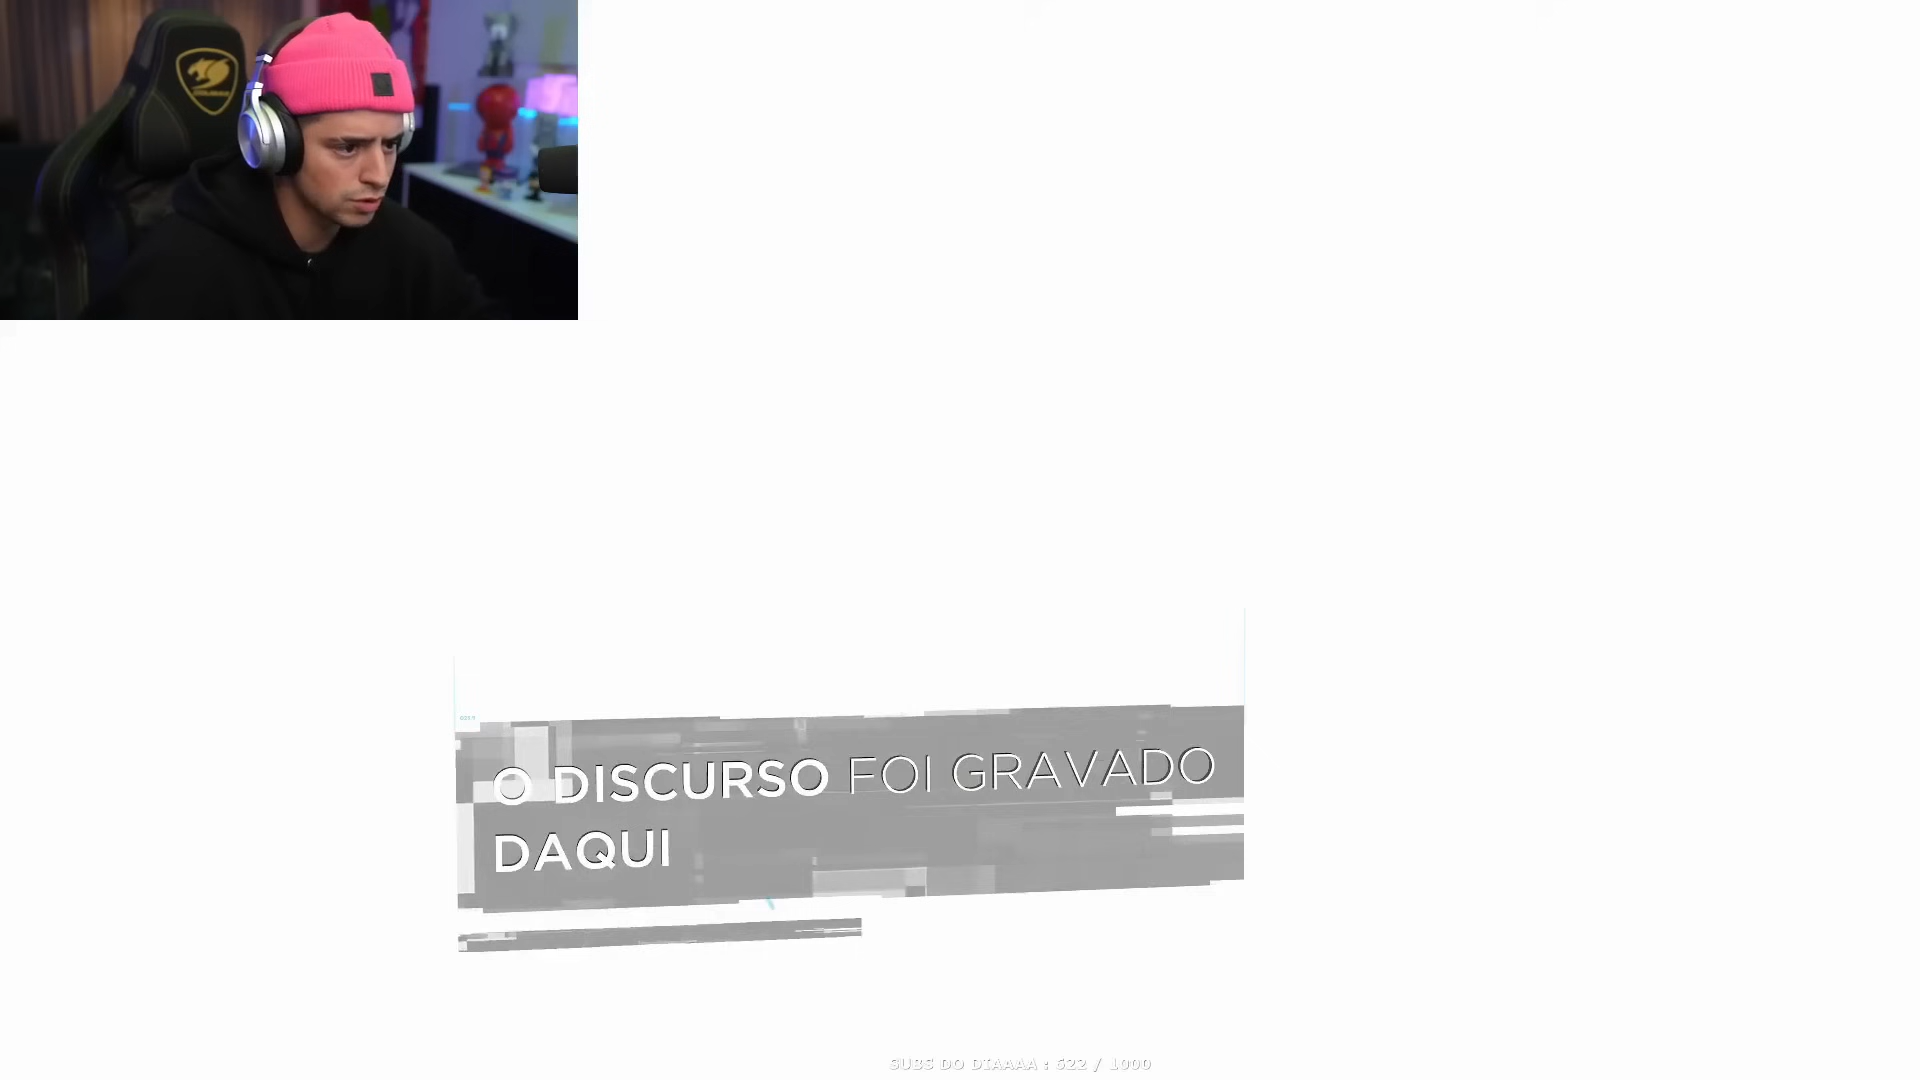 O DISCURSO FOI GRAVADO
DAQUI
SUBS DO DIAAAA : 622 / 1000